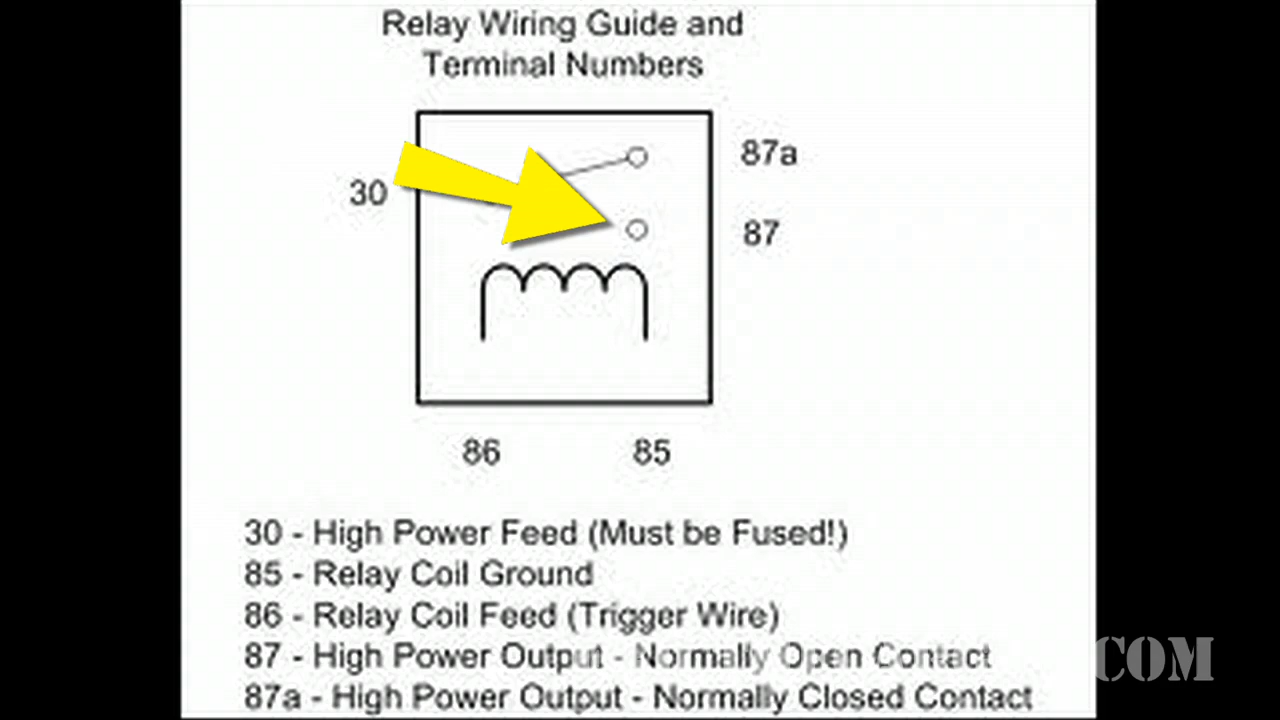 Relay Wiring Guide and
Terminal Numbers
87a
30
87
86 85
30 - High Power Feed (Must be Fused!)
85 - Relay Coil Ground
86 - Relay Coil Feed (Trigger Wire)
87 - High Power Output - Normally Open Contact
87a - High Power Output - Normally Closed Contact
COM